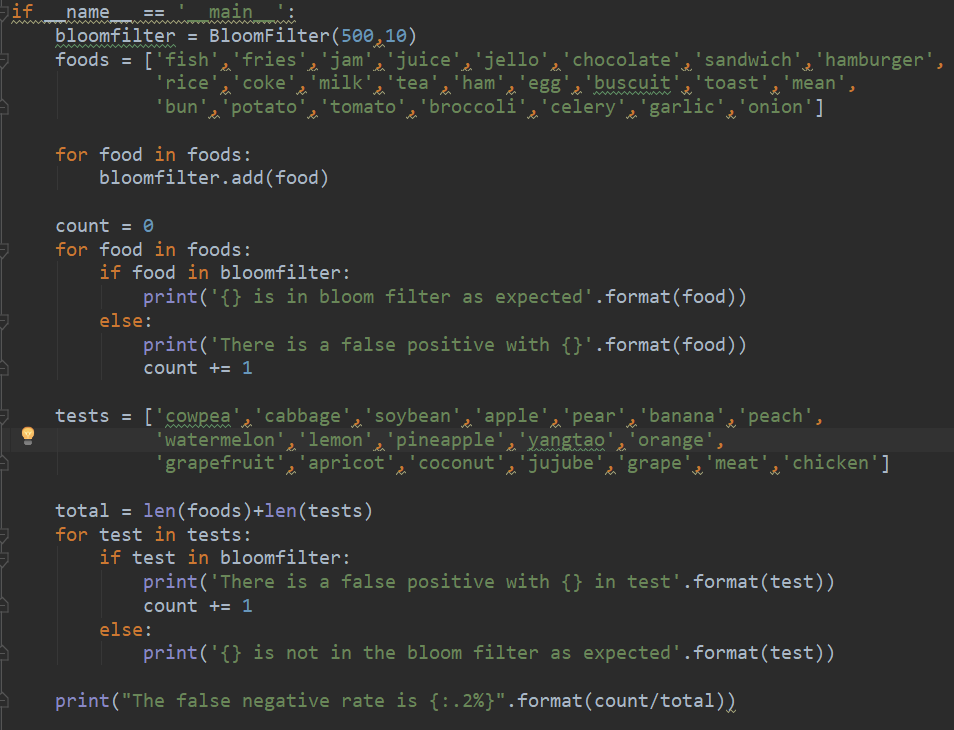 if __name__ == '__main__':
    bloomfilter = BloomFilter(500,10)
    foods = ['fish','fries','jam','juice','jello','chocolate','sandwich','hamburger',
             'rice','coke','milk','tea','ham','egg','buscuit','toast','mean',
             'bun','potato','tomato','broccoli','celery','garlic','onion']
    for food in foods:
        bloomfilter.add(food)
    count = 0
    for food in foods:
        if food in bloomfilter:
            print('{} is in bloom filter as expected'.format(food))
        else:
            print('There is a false positive with {}'.format(food))
            count += 1
    tests = ['cowpea','cabbage','soybean','apple','pear','banana','peach',
             'watermelon','lemon','pineapple','yangtao','orange',
             'grapefruit','apricot','coconut','jujube','grape','meat','chicken']
    total = len(foods)+len(tests)
    for test in tests:
        if test in bloomfilter:
            print('There is a false positive with {} in test'.format(test))
            count += 1
        else:
            print('{} is not in the bloom filter as expected'.format(test))
    print("The false negative rate is {:.2%}".format(count/total))